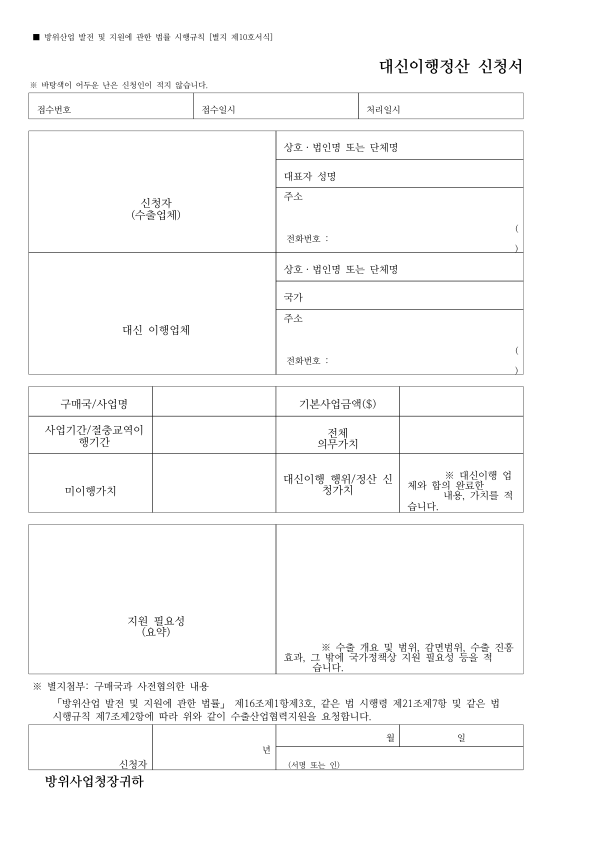 ■ 방위산업 발전 및 지원에 관한 법률 시행규칙 [별지 제10호서식]
대신이행정산 신청서
※ 바탕색이 어두운 난은 신청인이 적지 않습니다.
접수번호 접수일시 처리일시
신청자
(수출업체)
상호·법인명 또는 단체명
대표자 성명
주소
(
전화번호 :
)
대신 이행업체
상호·법인명 또는 단체명
국가
주소
(
전화번호 :
)
구매국/사업명 기본사업금액($)
사업기간/절충교역이
행기간
전체
의무가치
미이행가치
대신이행 행위/정산 신
청가치
※ 대신이행 업
체와 합의 완료한
내용, 가치를 적
습니다.
지원 필요성
(요약)
※ 수출 개요 및 범위, 감면범위, 수출 진흥
효과, 그 밖에 국가정책상 지원 필요성 등을 적
습니다.
※ 별지첨부: 구매국과 사전협의한 내용
「방위산업 발전 및 지원에 관한 법률」 제16조제1항제3호, 같은 법 시행령 제21조제7항 및 같은 법
시행규칙 제7조제2항에 따라 위와 같이 수출산업협력지원을 요청합니다.
년 월 일
신청자 (서명 또는 인)
방위사업청장귀하